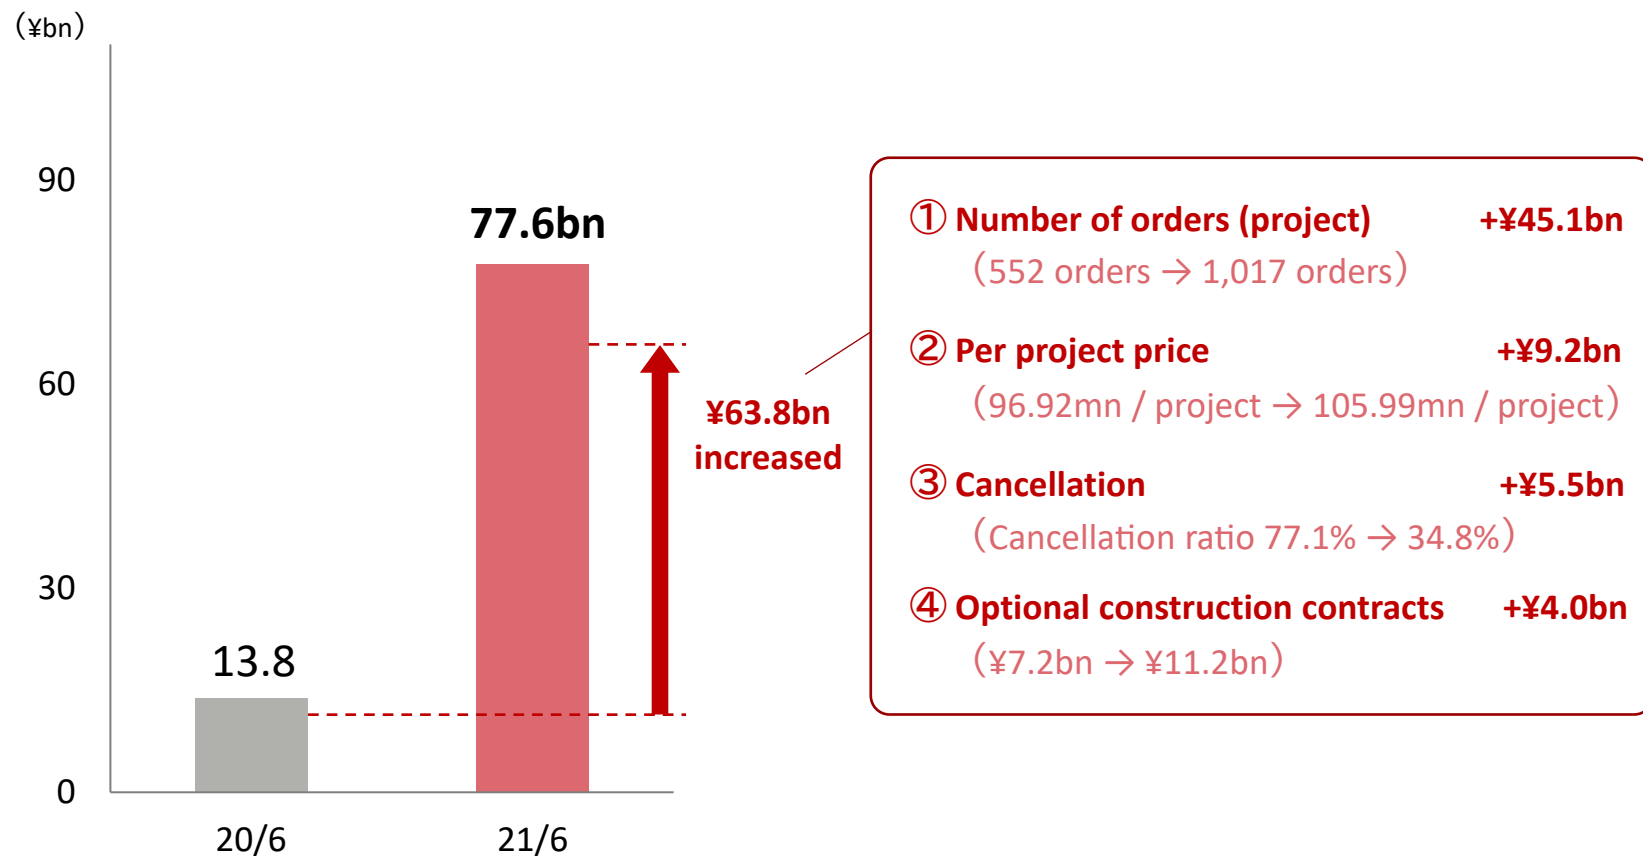 （¥bn）
90
60
30
0
13.8
77.6bn
20/6
21/6
¥63.8bn
increased
① Number of orders (project) +¥45.1bn
（552 orders → 1,017 orders）
② Per project price +¥9.2bn
（96.92mn / project → 105.99mn / project）
③ Cancellation +¥5.5bn
（Cancellation ratio 77.1% → 34.8%）
④ Optional construction contracts +¥4.0bn
（¥7.2bn → ¥11.2bn）